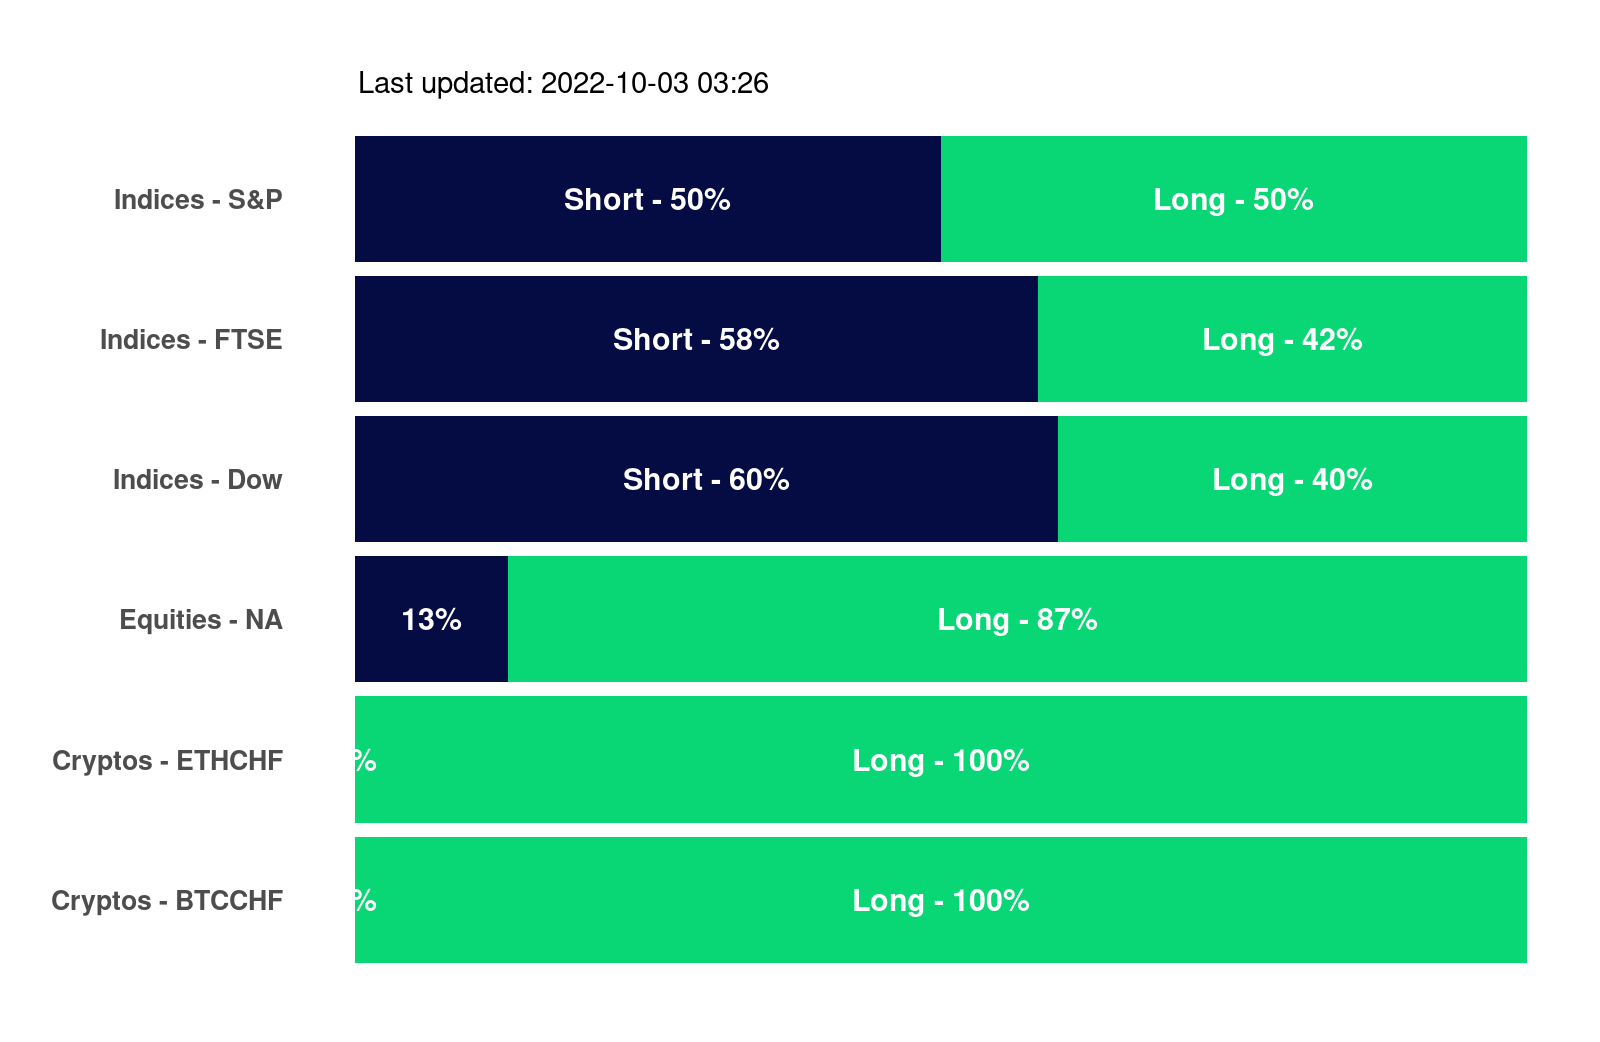 Last updated: 2022-10-03 03:26
Indices - S&P Short - 50% Long - 50%
Indices - FTSE Short - 58% Long - 42%
Indices - Dow Short - 60% Long - 40%
Equities - NA 13% Long - 87%
Cryptos - ETHCHF % Long - 100%
Cryptos - BTCCHF % Long - 100%